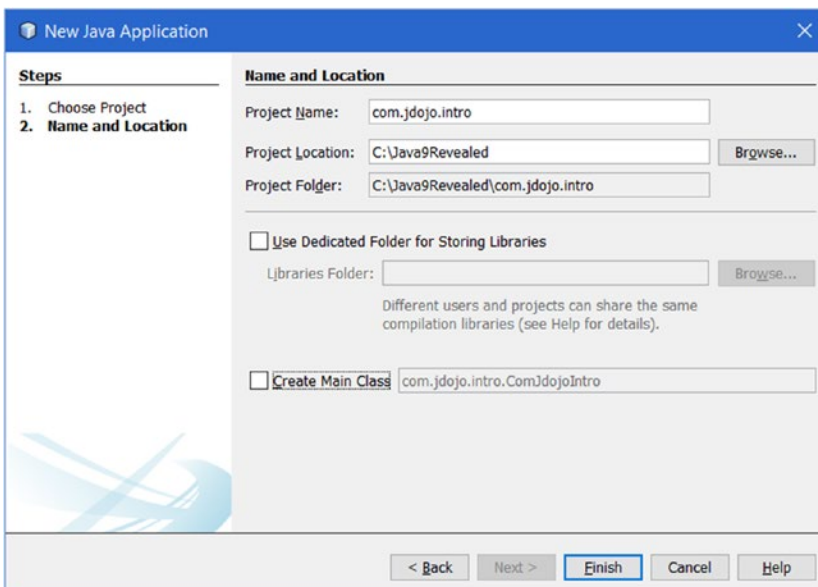 New Java Application
Steps
1. Choose Project
2. Name and Location
Name and Location
Project Name: com.jdojo.intro
Project Location: C:\Java9Revealed Browse...
Project Folder: C:\Java9Revealed\com.jdojo.intro
Use Dedicated Folder for Storing Libraries
Libraries Folder: Browse...
Different users and projects can share the same
compilation libraries (see Help for details).
Create Main Class com.jdojo.intro.ComJdojoIntro
< Back Next > Finish Cancel Help